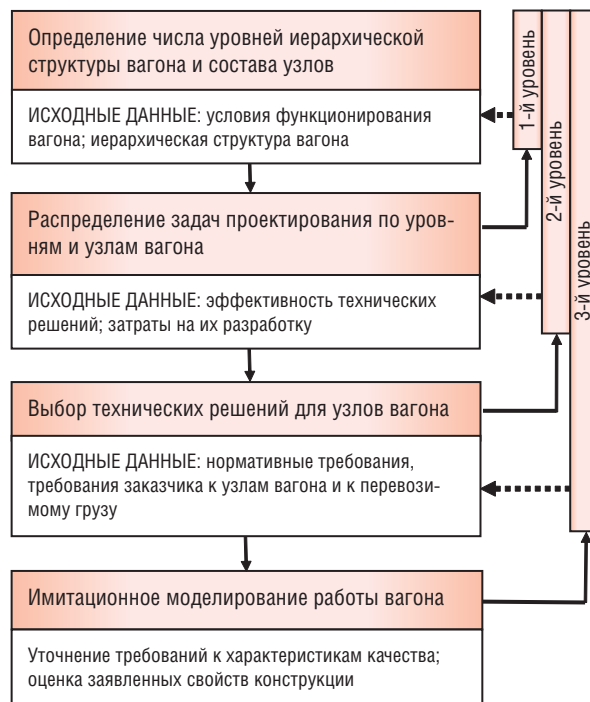 Определение числа уровней иерархической
структуры вагона и состава узлов
ИСХОДНЫЕ ДАННЫЕ: условия функционирования
вагона; иерархическая структура вагона
Распределение задач проектирования по уров-
ням и узлам вагона
ИСХОДНЫЕ ДАННЫЕ: эффективность технических
решений; затраты на их разработку
Выбор технических решений для узлов вагона
ИСХОДНЫЕ ДАННЫЕ: нормативные требования,
требования заказчика к узлам вагона и к перевози-
мому грузу
Имитационное моделирование работы вагона
Уточнение требований к характеристикам качества;
оценка заявленных свойств конструкции
1-й уровень
2-й уровень
3-й уровень